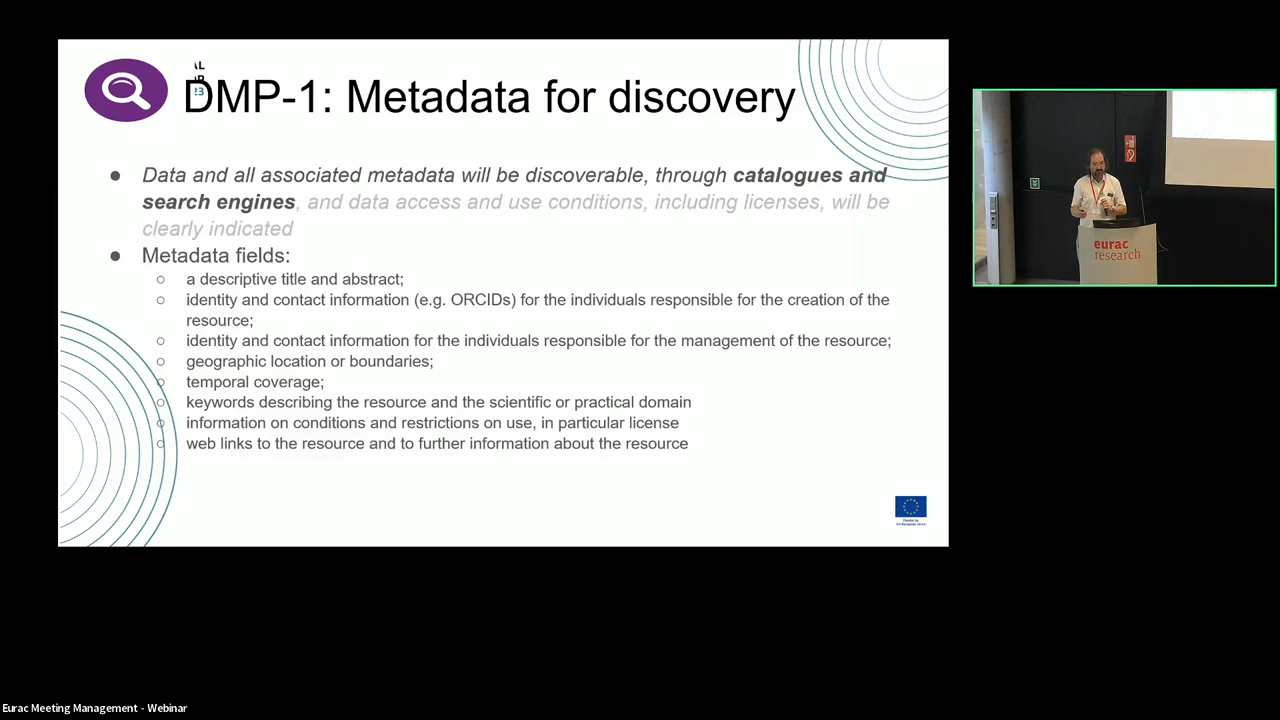 DMP-1: Metadata for discovery
● Data and all associated metadata will be discoverable, through catalogues and
search engines, and data access and use conditions, including licenses, will be
clearly indicated
● Metadata fields:
○ a descriptive title and abstract;
○ identity and contact information (e.g. ORCIDs) for the individuals responsible for the creation of the
resource;
○ identity and contact information for the individuals responsible for the management of the resource;
○ geographic location or boundaries;
○ temporal coverage;
○ keywords describing the resource and the scientific or practical domain
○ information on conditions and restrictions on use, in particular license
○ web links to the resource and to further information about the resource
eurac
research
Eurac Meeting Management - Webinar